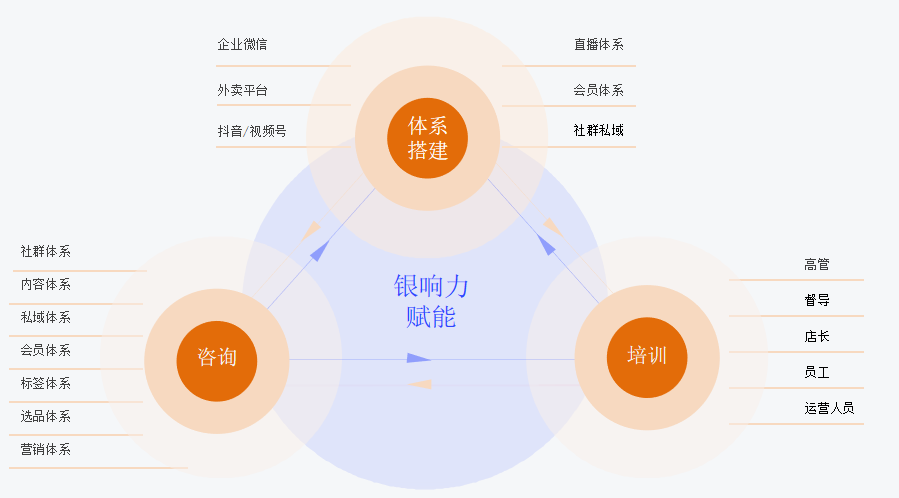 企业微信
外卖平台
抖音/视频号
体系
搭建
直播体系
会员体系
社群私域
银响力
赋能
社群体系
内容体系
私域体系
会员体系
标签体系
选品体系
营销体系
咨询
培训
高管
督导
店长
员工
运营人员